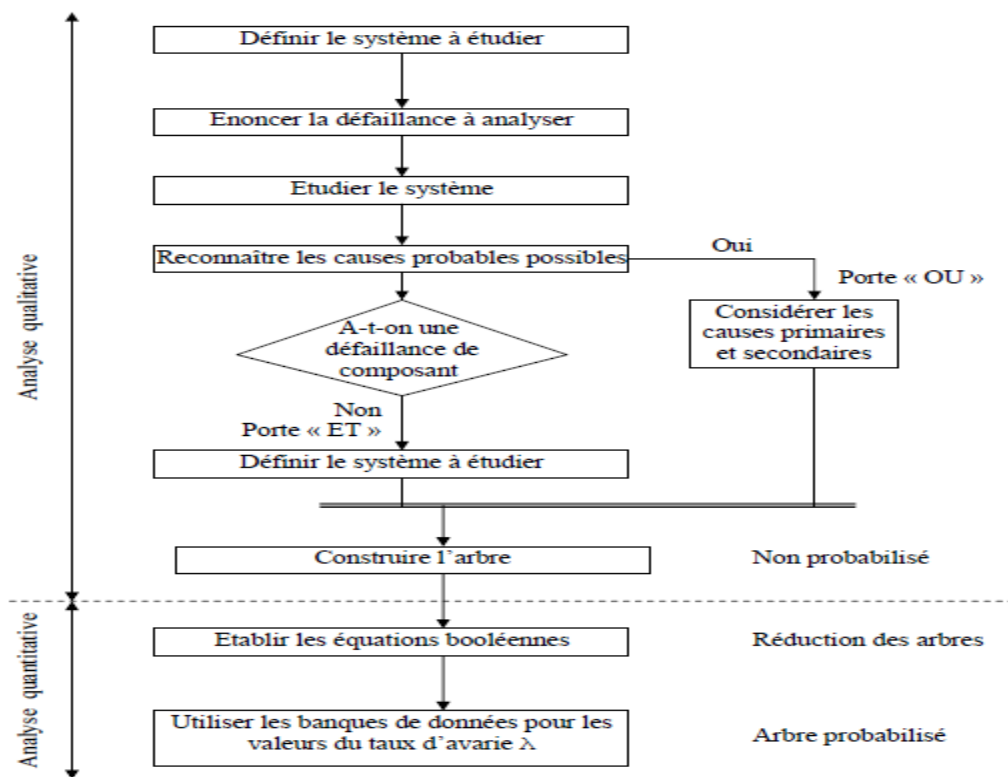 Définir le système à étudier
Enoncer la défaillance à analyser
Etudier le système
Reconnaître les causes probables possibles
Oui
Porte « OU »
Considérer les
causes primaires
et secondaires
A-t-on une
défaillance de
composant
Non
Porte « ET »
Définir le système à étudier
Construire l'arbre
Non probabilisé
Analyse qualitative
Etablir les équations booléennes
Réduction des arbres
Utiliser les banques de données pour les
valeurs du taux d'avarie λ
Arbre probabilisé
Analyse quantitative